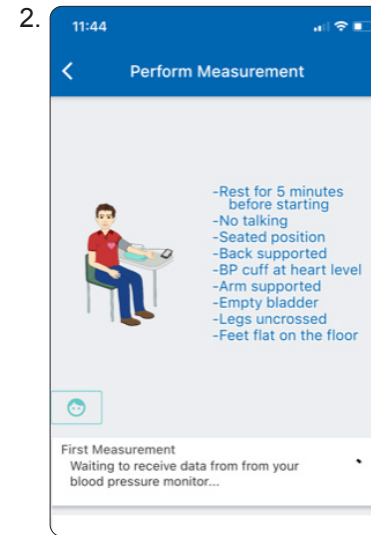 2.
11:44
Perform Measurement
-Rest for 5 minutes
before starting
-No talking
-Seated position
-Back supported
-BP cuff at heart level
-Arm supported
-Empty bladder
-Legs uncrossed
-Feet flat on the floor
First Measurement
Waiting to receive data from from your
blood pressure monitor...